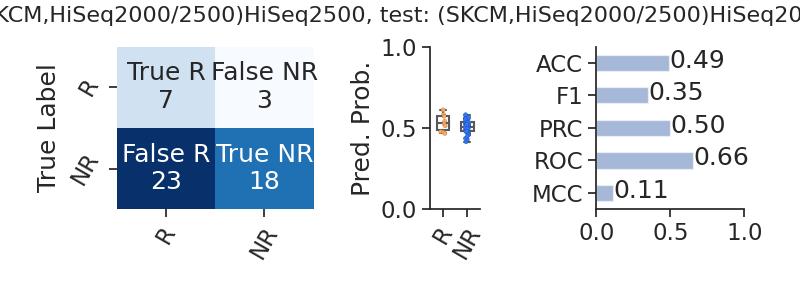 KCM,HiSeq2000/2500)HiSeq2500, test: (SKCM,HiSeq2000/2500)HiSeq20
True Label
R
NR
True R
7
False NR
3
False R
23
True NR
18
R
NR
Pred. Prob.
1.0
0.5
0.0
R
NR
ACC
F1
PRC
ROC
MCC
0.49
0.35
0.50
0.66
0.11
0.0
0.5
1.0